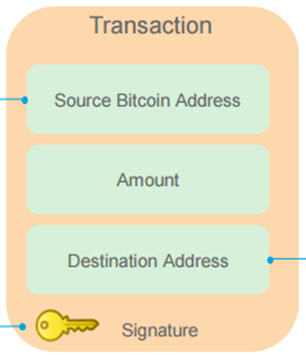 Transaction
Source Bitcoin Address
Amount
Destination Address
Signature